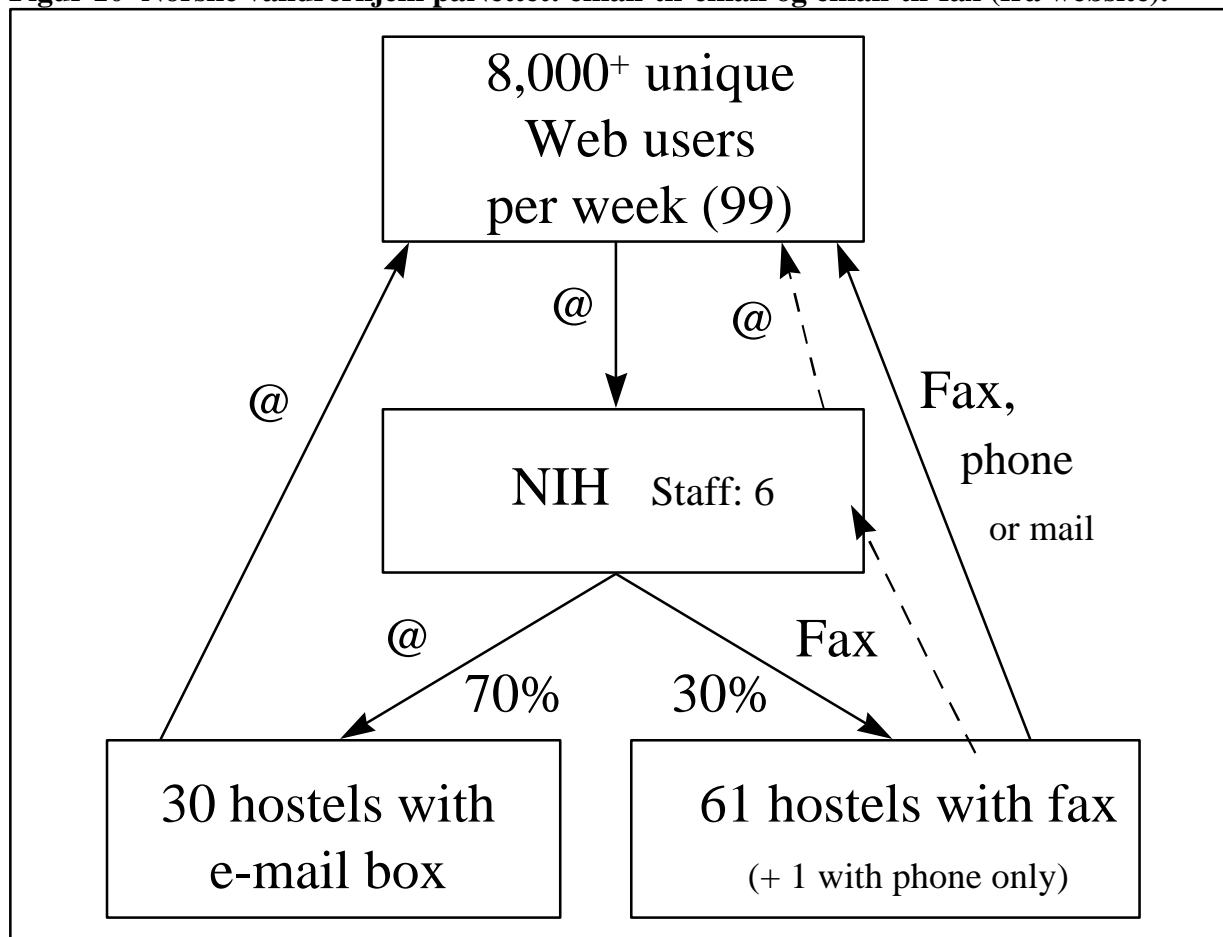 8,000+ unique
Web users
per week (99)
@
@
@
Fax,
phone
or mail
NIH Staff: 6
@
Fax
70%
30%
30 hostels with
e-mail box
61 hostels with fax
(+ 1 with phone only)